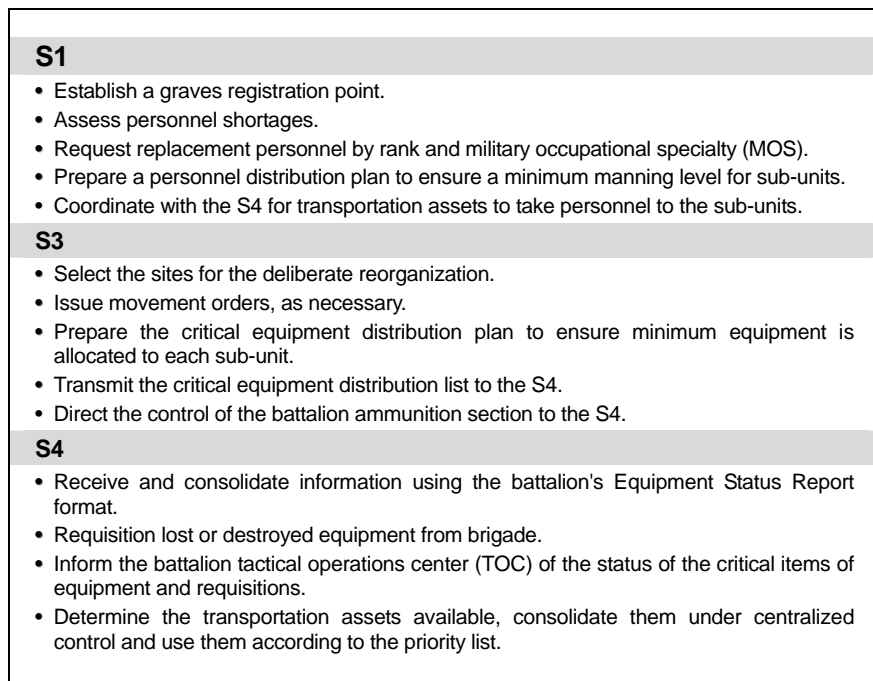 S1
• Establish a graves registration point.
• Assess personnel shortages.
• Request replacement personnel by rank and military occupational specialty (MOS).
• Prepare a personnel distribution plan to ensure a minimum manning level for sub-units.
• Coordinate with the S4 for transportation assets to take personnel to the sub-units.
S3
• Select the sites for the deliberate reorganization.
• Issue movement orders, as necessary.
• Prepare the critical equipment distribution plan to ensure minimum equipment is
allocated to each sub-unit.
• Transmit the critical equipment distribution list to the S4.
• Direct the control of the battalion ammunition section to the S4.
S4
• Receive and consolidate information using the battalion's Equipment Status Report
format.
• Requisition lost or destroyed equipment from brigade.
• Inform the battalion tactical operations center (TOC) of the status of the critical items of
equipment and requisitions.
• Determine the transportation assets available, consolidate them under centralized
control and use them according to the priority list.